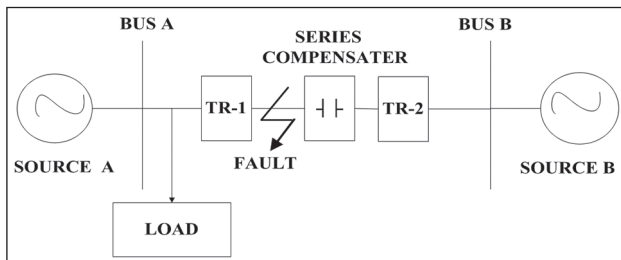 BUS A
SERIES
COMPENSATER
BUS B
TR-1
TR-2
FAULT
SOURCE A
SOURCE B
LOAD